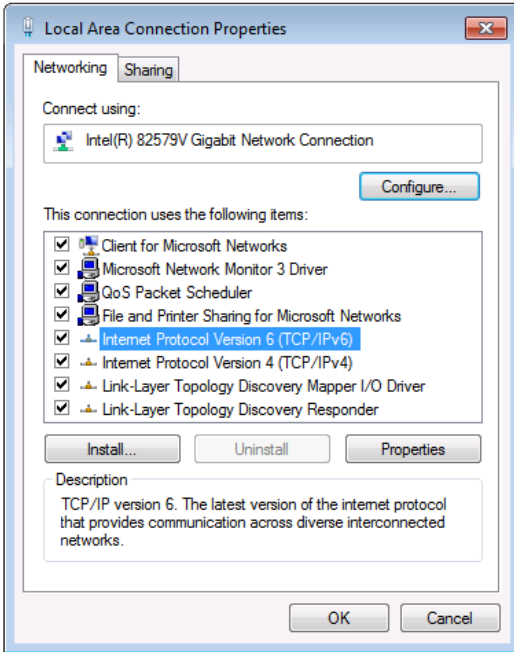 Local Area Connection Properties
Networking
Sharing
Connect using:
Intel(R) 82579V Gigabit Network Connection
Configure...
This connection uses the following items:
Client for Microsoft Networks
Microsoft Network Monitor 3 Driver
QoS Packet Scheduler
File and Printer Sharing for Microsoft Networks
Internet Protocol Version 6 (TCP/IPv6)
Internet Protocol Version 4 (TCP/IPv4)
Link-Layer Topology Discovery Mapper I/O Driver
Link-Layer Topology Discovery Responder
Install...
Uninstall
Properties
Description
TCP/IP version 6. The latest version of the internet protocol
that provides communication across diverse interconnected
networks.
OK
Cancel